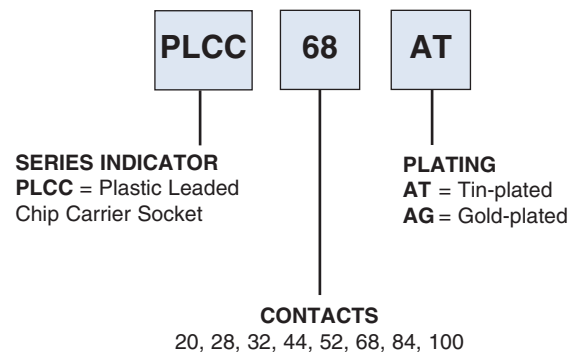 PLCC 68 AT
SERIES INDICATOR
PLCC = Plastic Leaded
Chip Carrier Socket
PLATING
AT = Tin-plated
AG = Gold-plated
CONTACTS
20, 28, 32, 44, 52, 68, 84, 100